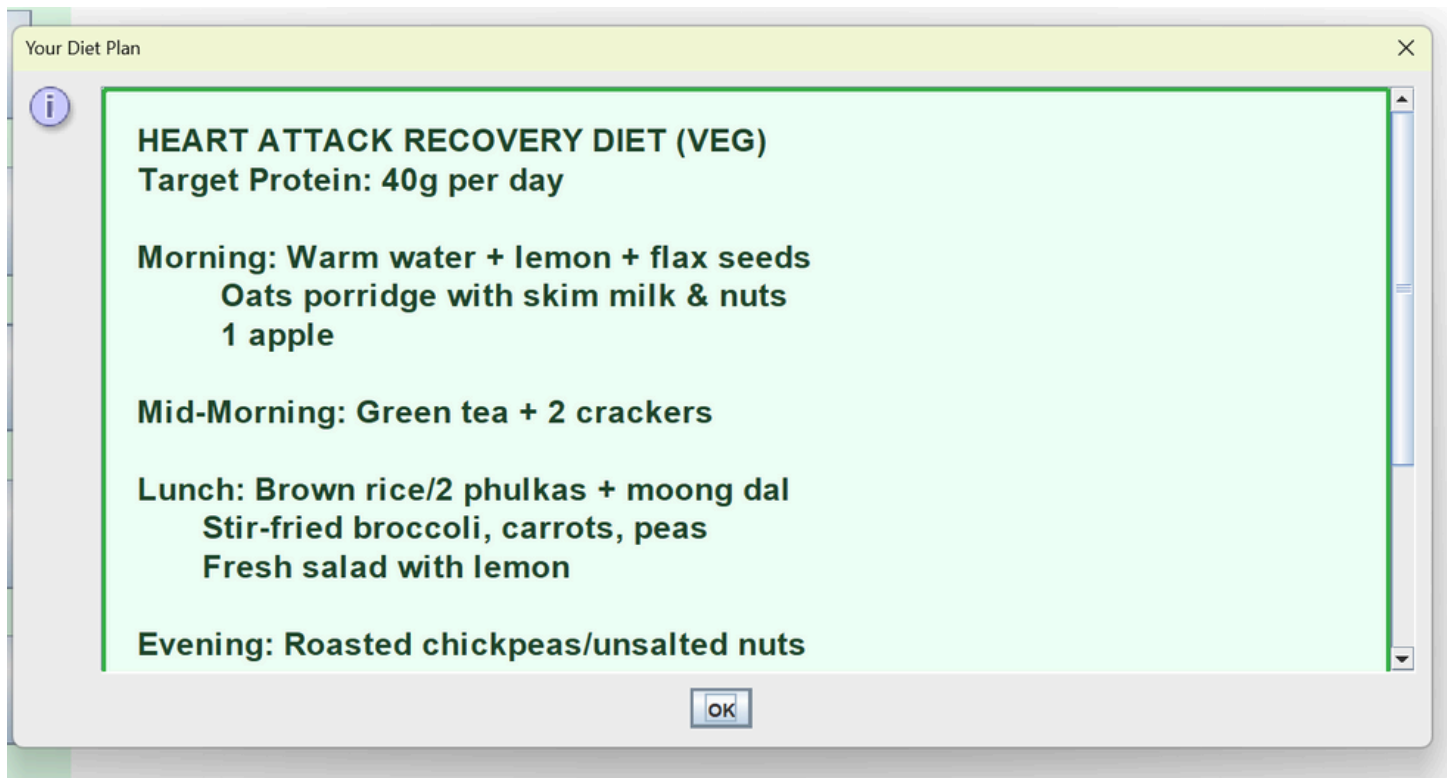 Your Diet Plan
HEART ATTACK RECOVERY DIET (VEG)
Target Protein: 40g per day
Morning: Warm water + lemon + flax seeds
Oats porridge with skim milk & nuts
1 apple
Mid-Morning: Green tea + 2 crackers
Lunch: Brown rice/2 phulkas + moong dal
Stir-fried broccoli, carrots, peas
Fresh salad with lemon
Evening: Roasted chickpeas/unsalted nuts
OK